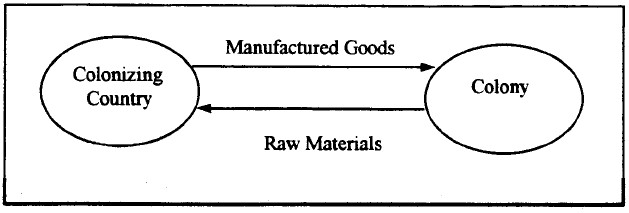 Manufactured Goods
Colonizing
Country
Colony
Raw Materials